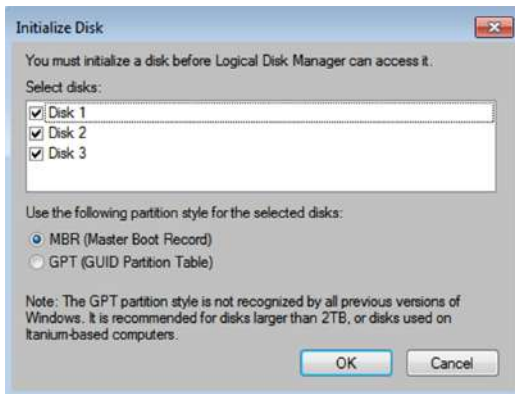 Initialize Disk
You must initialize a disk before Logical Disk Manager can access it.
Select disks:
Disk 1
Disk 2
Disk 3
Use the following partition style for the selected disks:
MBR (Master Boot Record)
GPT (GUID Partition Table)
Note: The GPT partition style is not recognized by all previous versions of
Windows. It is recommended for disks larger than 2TB, or disks used on
Itanium-based computers.
OK Cancel